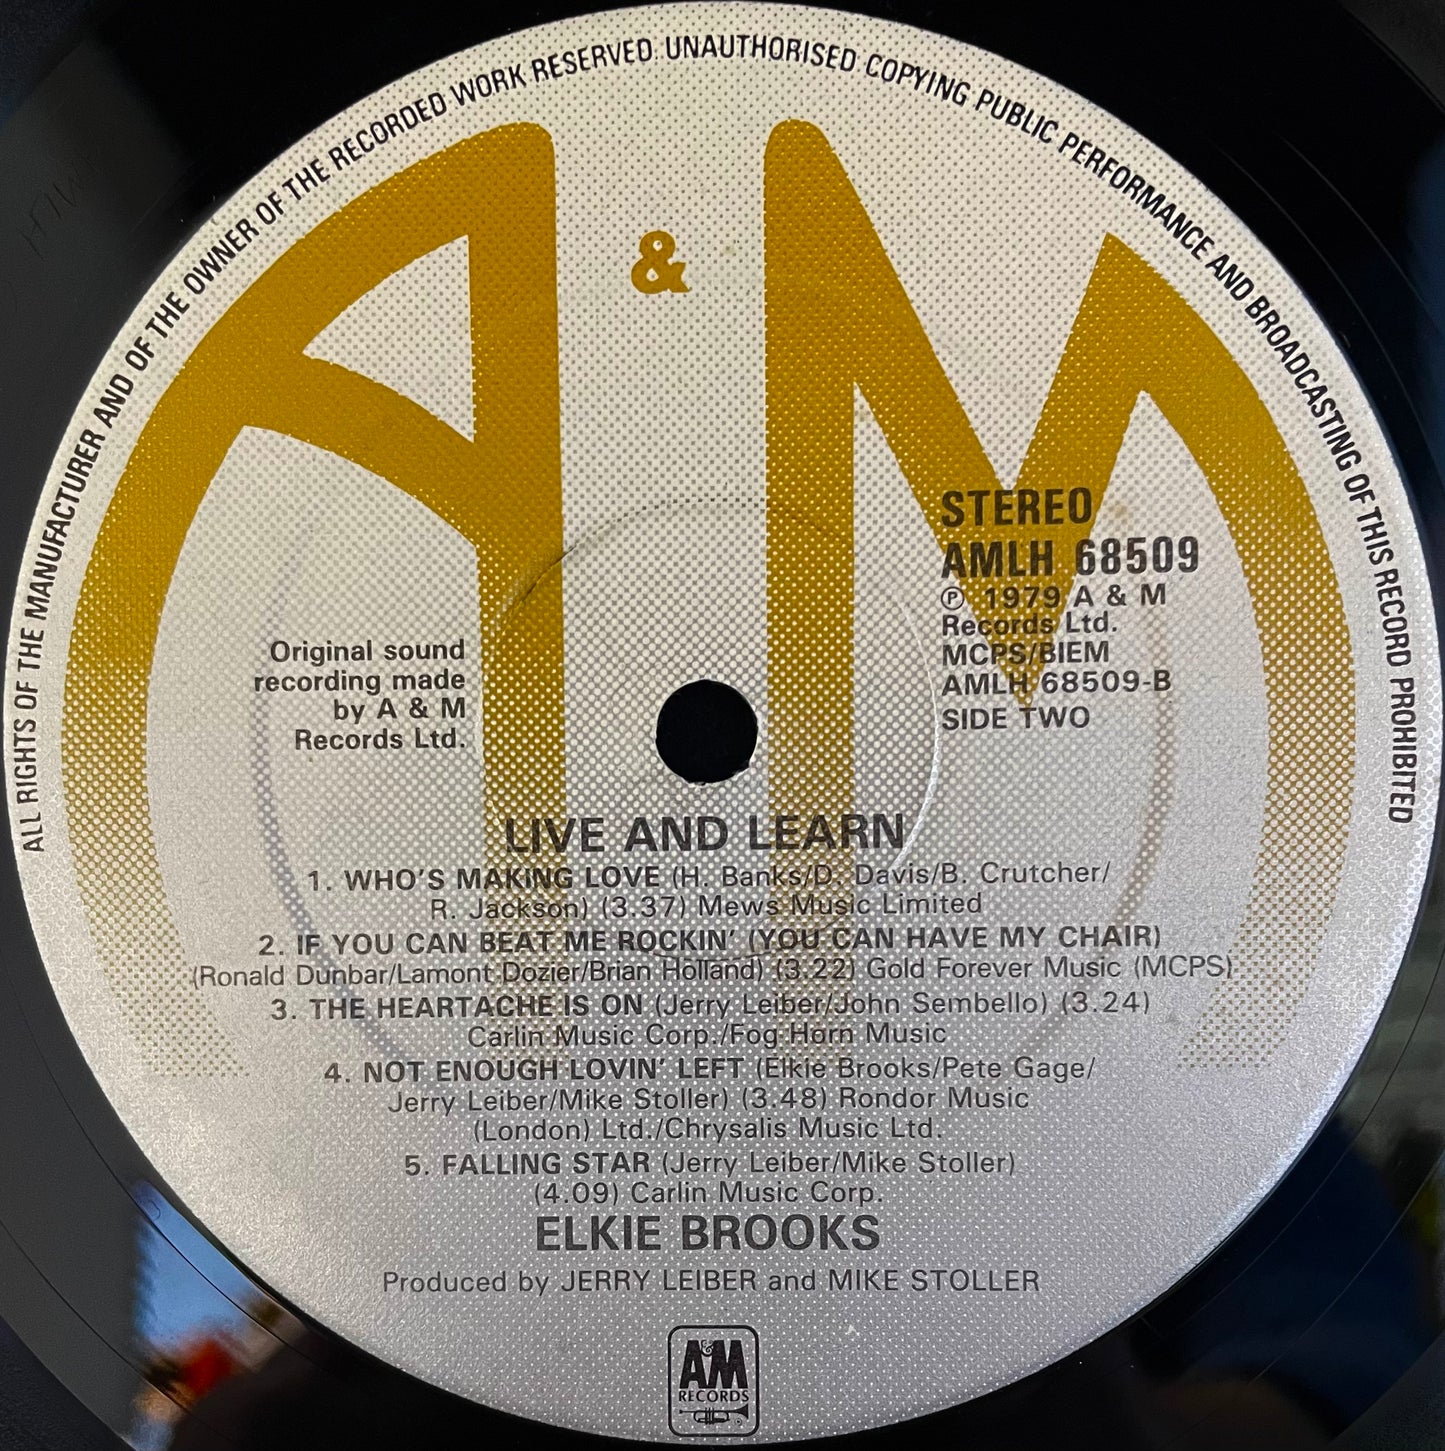 ALL RIGHTS OF THE MANUFACTURER AND OF THE OWNER OF THE RECORDED WORK RESERVED. UNAUTHORISED COPYING PUBLIC PERFORMANCE AND BROADCASTING OF THIS RECORD PROHIBITED
A & M
STEREO
AMLH 68509
℗ 1979 A & M
Records Ltd.
MCPS/BIEM
AMLH 68509-B
SIDE TWO
Original sound
recording made
by A & M
Records Ltd.
LIVE AND LEARN
1. WHO'S MAKING LOVE (H. Banks/D. Davis/B. Crutcher/
R. Jackson) (3.37) Mews Music Limited
2. IF YOU CAN BEAT ME ROCKIN' (YOU CAN HAVE MY CHAIR)
(Ronald Dunbar/Lamont Dozier/Brian Holland) (3.22) Gold Forever Music (MCPS)
3. THE HEARTACHE IS ON (Jerry Leiber/John Sembello) (3.24)
Carlin Music Corp./Fog Horn Music
4. NOT ENOUGH LOVIN' LEFT (Elkie Brooks/Pete Gage/
Jerry Leiber/Mike Stoller) (3.48) Rondor Music
(London) Ltd./Chrysalis Music Ltd.
5. FALLING STAR (Jerry Leiber/Mike Stoller)
(4.09) Carlin Music Corp.
ELKIE BROOKS
Produced by JERRY LEIBER and MIKE STOLLER
A&M
RECORDS